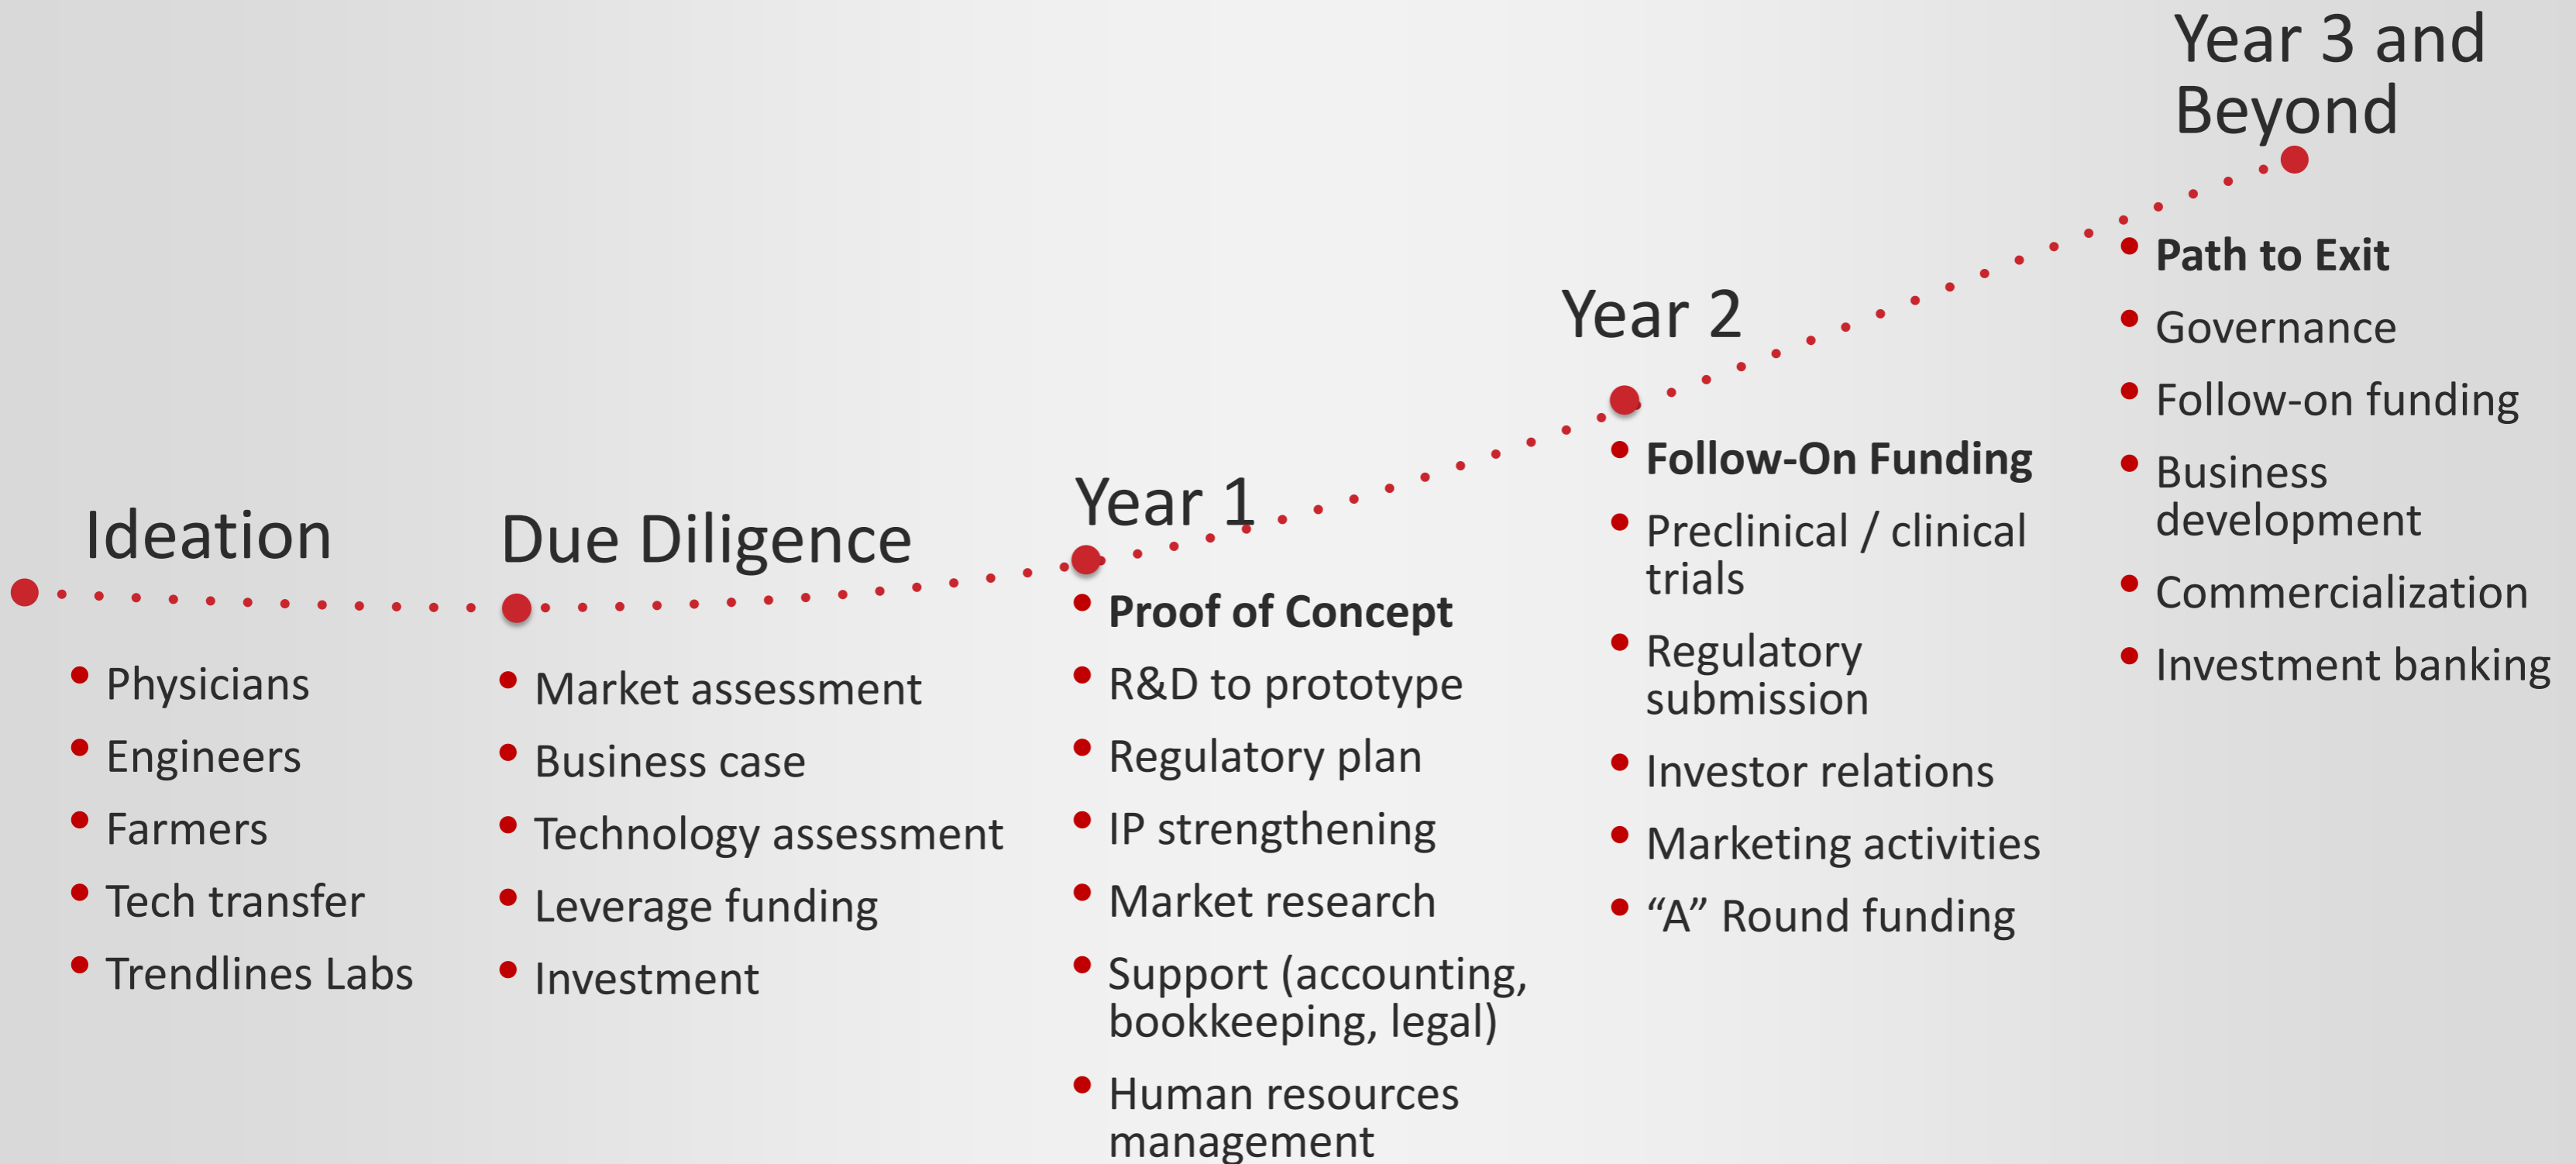 Ideation
Physicians
Engineers
Farmers
Tech transfer
Trendlines Labs
Due Diligence
Market assessment
Business case
Technology assessment
Leverage funding
Investment
Year 1
Proof of Concept
R&D to prototype
Regulatory plan
IP strengthening
Market research
Support (accounting,
bookkeeping, legal)
Human resources
management
Year 2
Follow-On Funding
Preclinical / clinical
trials
Regulatory
submission
Investor relations
Marketing activities
“A” Round funding
Year 3 and
Beyond
Path to Exit
Governance
Follow-on funding
Business
development
Commercialization
Investment banking